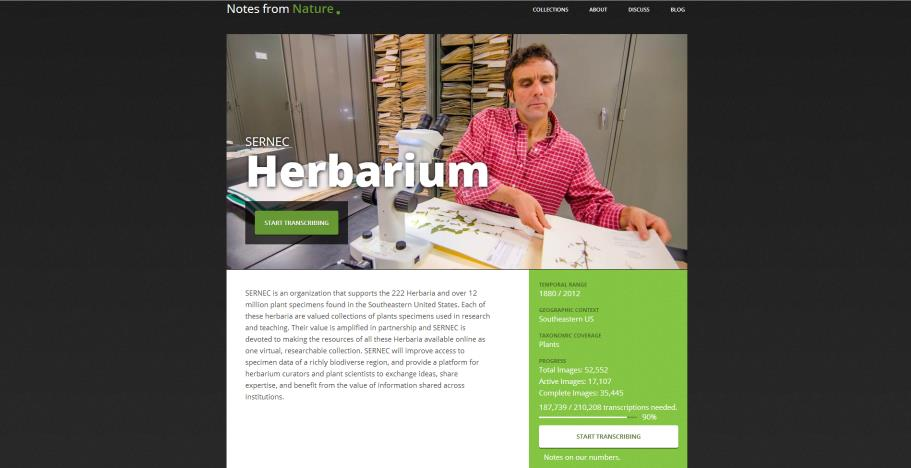 Notes from Nature.
COLLECTIONS ABOUT DISCUSS BLOG
SERNEC
Herbarium
START TRANSCRIBING
SERNEC is an organization that supports the 222 Herbaria and over 12
million plant specimens found in the Southeastern United States. Each of
these herbaria are valued collections of plants specimens used in research
and teaching. Their value is amplified in partnership and SERNEC is
devoted to making the resources of all these Herbaria available online as
one virtual, researchable collection. SERNEC will improve access to
specimen data of a richly biodiverse region, and provide a platform for
herbarium curators and plant scientists to exchange ideas, share
expertise, and benefit from the value of information shared across
institutions.
TEMPORAL RANGE
1880 / 2012
GEOGRAPHIC CONTEXT
Southeastern US
TAXONOMIC COVERAGE
Plants
PROGRESS
Total Images: 52,552
Active Images: 17,107
Complete Images: 35,445
187,739 / 210,208 transcriptions needed.
90%
START TRANSCRIBING
Notes on our numbers.